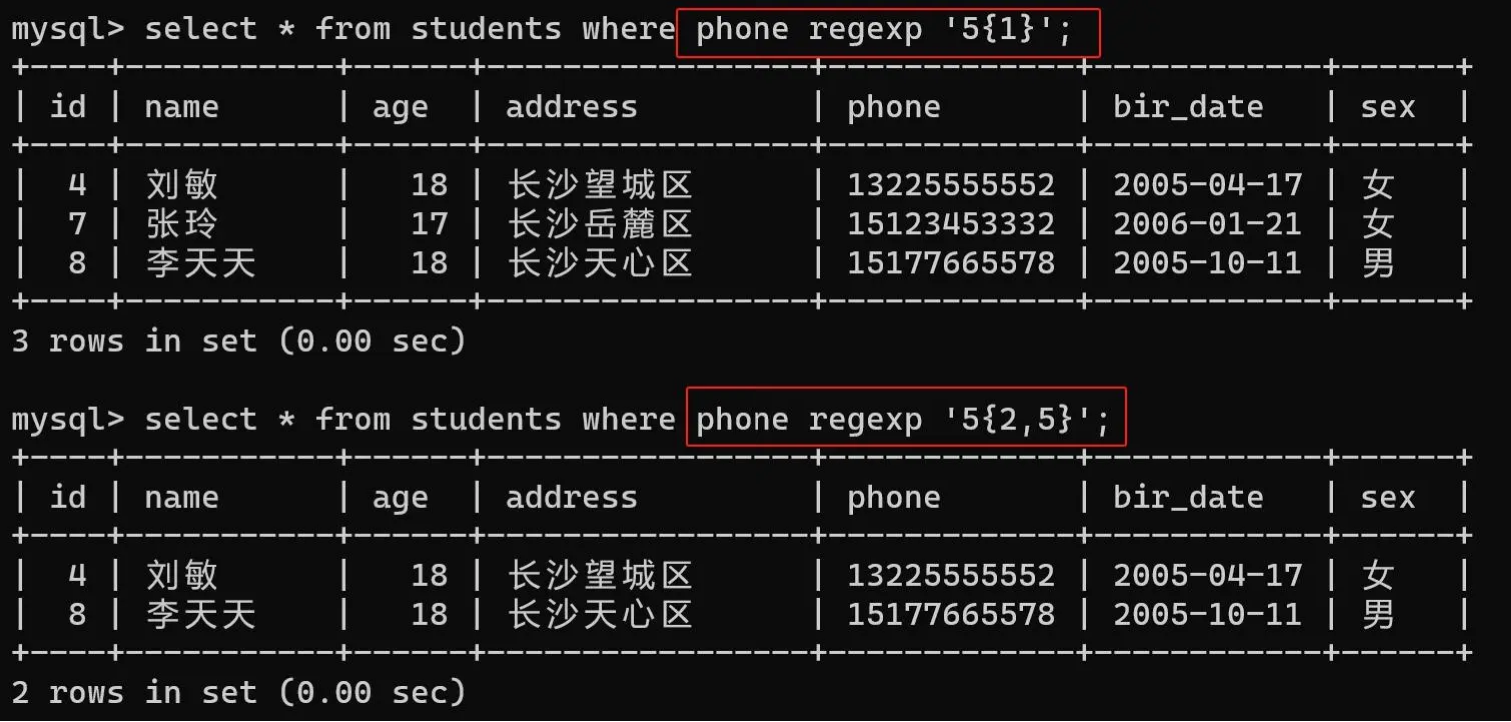 mysql> select * from students where phone regexp '5{1}';
+----+-----------+------+-----------------+-------------+------------+------+
| id | name      | age  | address         | phone       | bir_date   | sex  |
+----+-----------+------+-----------------+-------------+------------+------+
|  4 | 刘敏      |   18 | 长沙望城区      | 13225555552 | 2005-04-17 | 女   |
|  7 | 张玲      |   17 | 长沙岳麓区      | 15123453332 | 2006-01-21 | 女   |
|  8 | 李天天    |   18 | 长沙天心区      | 15177665578 | 2005-10-11 | 男   |
+----+-----------+------+-----------------+-------------+------------+------+
3 rows in set (0.00 sec)
mysql> select * from students where phone regexp '5{2,5}';
+----+-----------+------+-----------------+-------------+------------+------+
| id | name      | age  | address         | phone       | bir_date   | sex  |
+----+-----------+------+-----------------+-------------+------------+------+
|  4 | 刘敏      |   18 | 长沙望城区      | 13225555552 | 2005-04-17 | 女   |
|  8 | 李天天    |   18 | 长沙天心区      | 15177665578 | 2005-10-11 | 男   |
+----+-----------+------+-----------------+-------------+------------+------+
2 rows in set (0.00 sec)